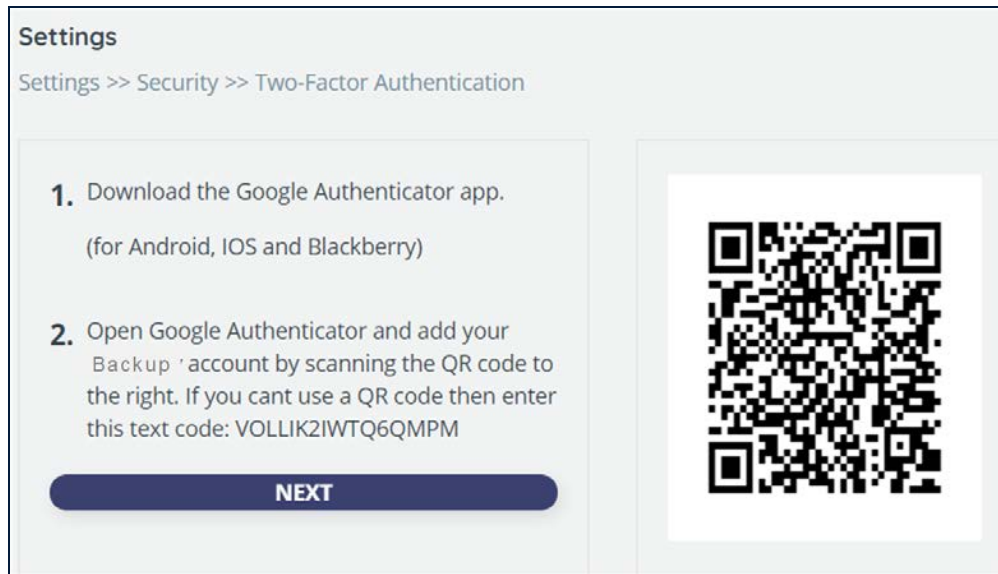 Settings
Settings >> Security >> Two-Factor Authentication
1. Download the Google Authenticator app.
(for Android, IOS and Blackberry)
2. Open Google Authenticator and add your
Backup ' account by scanning the QR code to
the right. If you cant use a QR code then enter
this text code: VOLLIK2IWTQ6QMPM
NEXT